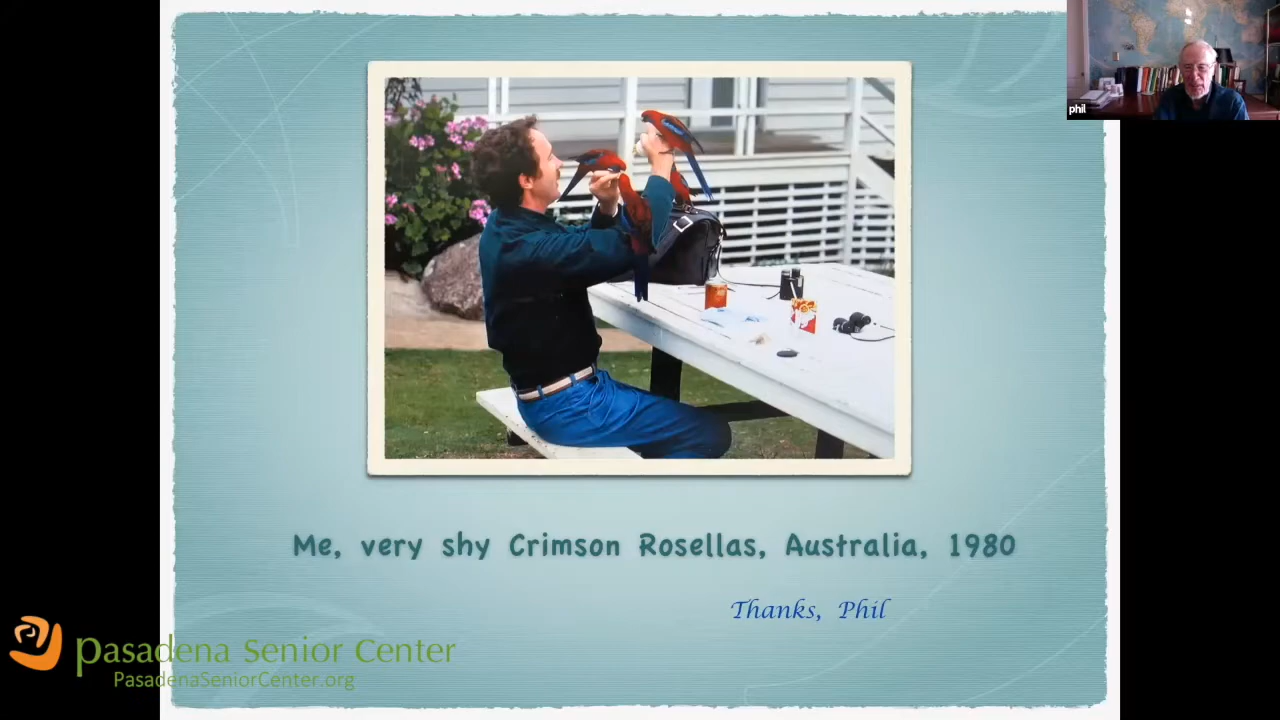 phil
Me, very shy Crimson Rosellas, Australia, 1980
Thanks, Phil
Pasadena Senior Center
PasadenaSeniorCenter.org